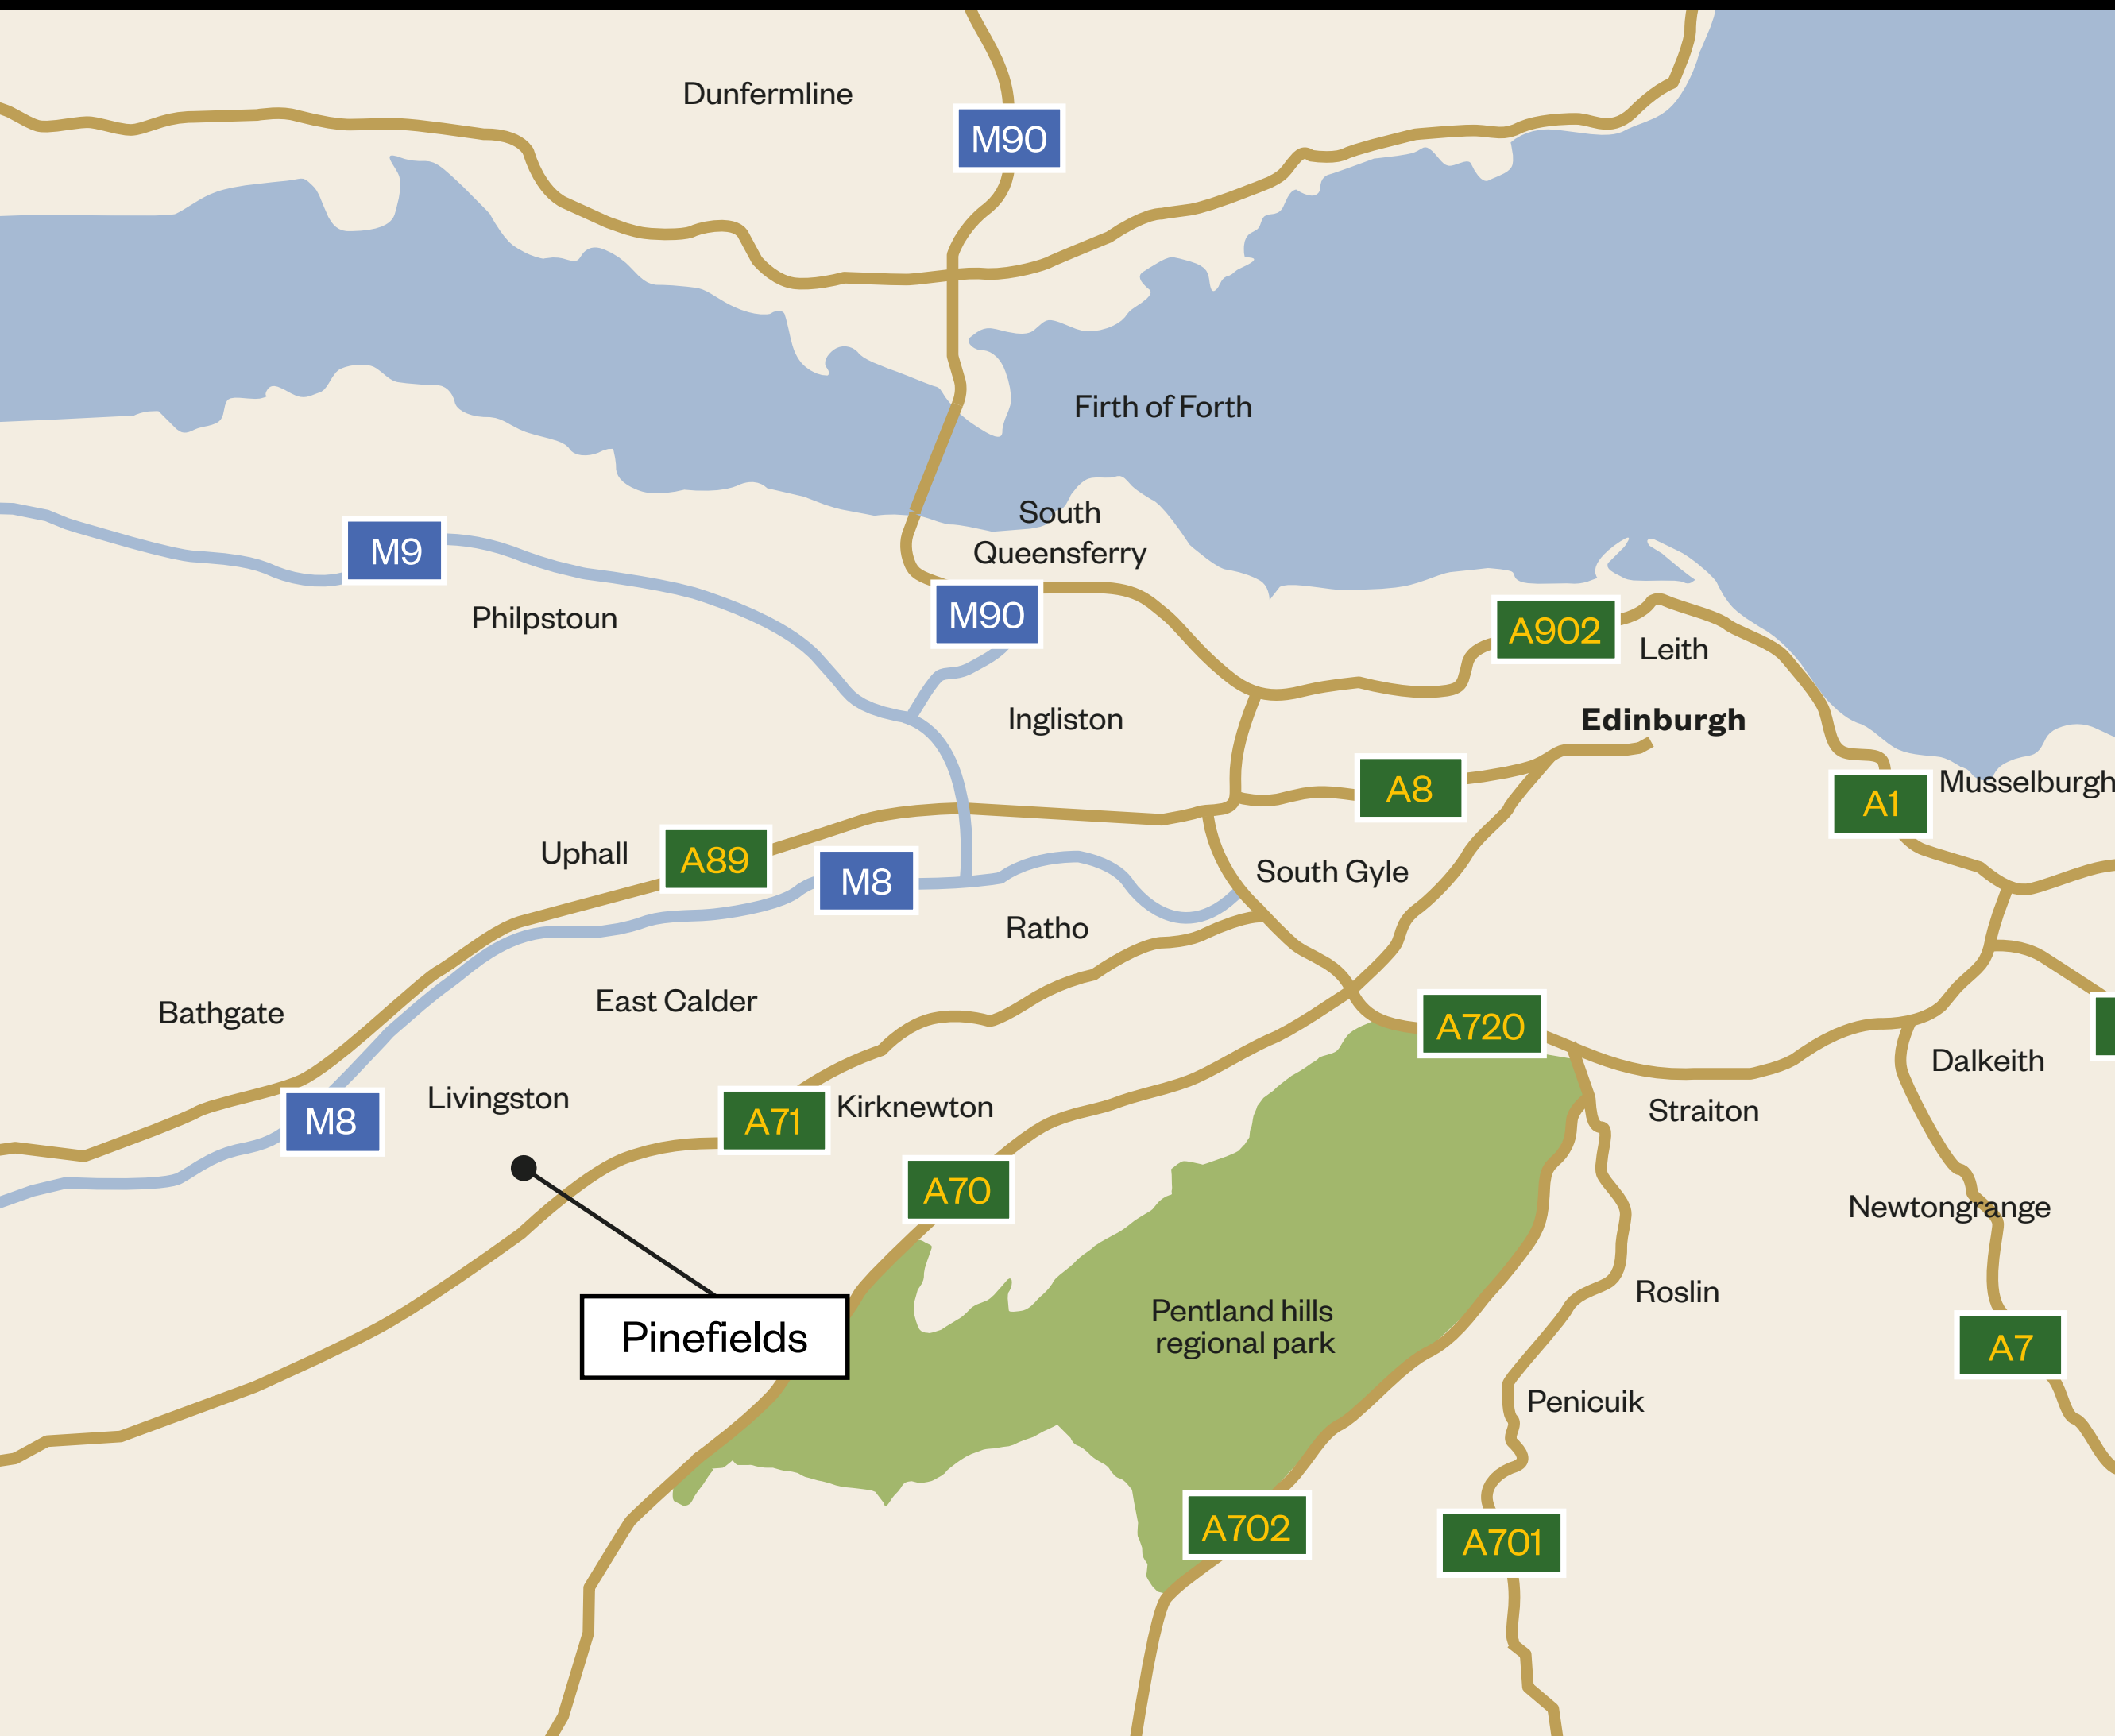 Dunfermline
M90
Firth of Forth
South
Queensferry
M9
Philpstoun
M90
A902
Leith
Ingliston
Edinburgh
A8
A1
Musselburgh
Uphall
A89
M8
South Gyle
Ratho
East Calder
Bathgate
A720
Dalkeith
Livingston
M8
A71
Kirknewton
Straiton
A70
Newtongrange
Pinefields
Pentland hills
regional park
Roslin
A7
Penicuik
A702
A701